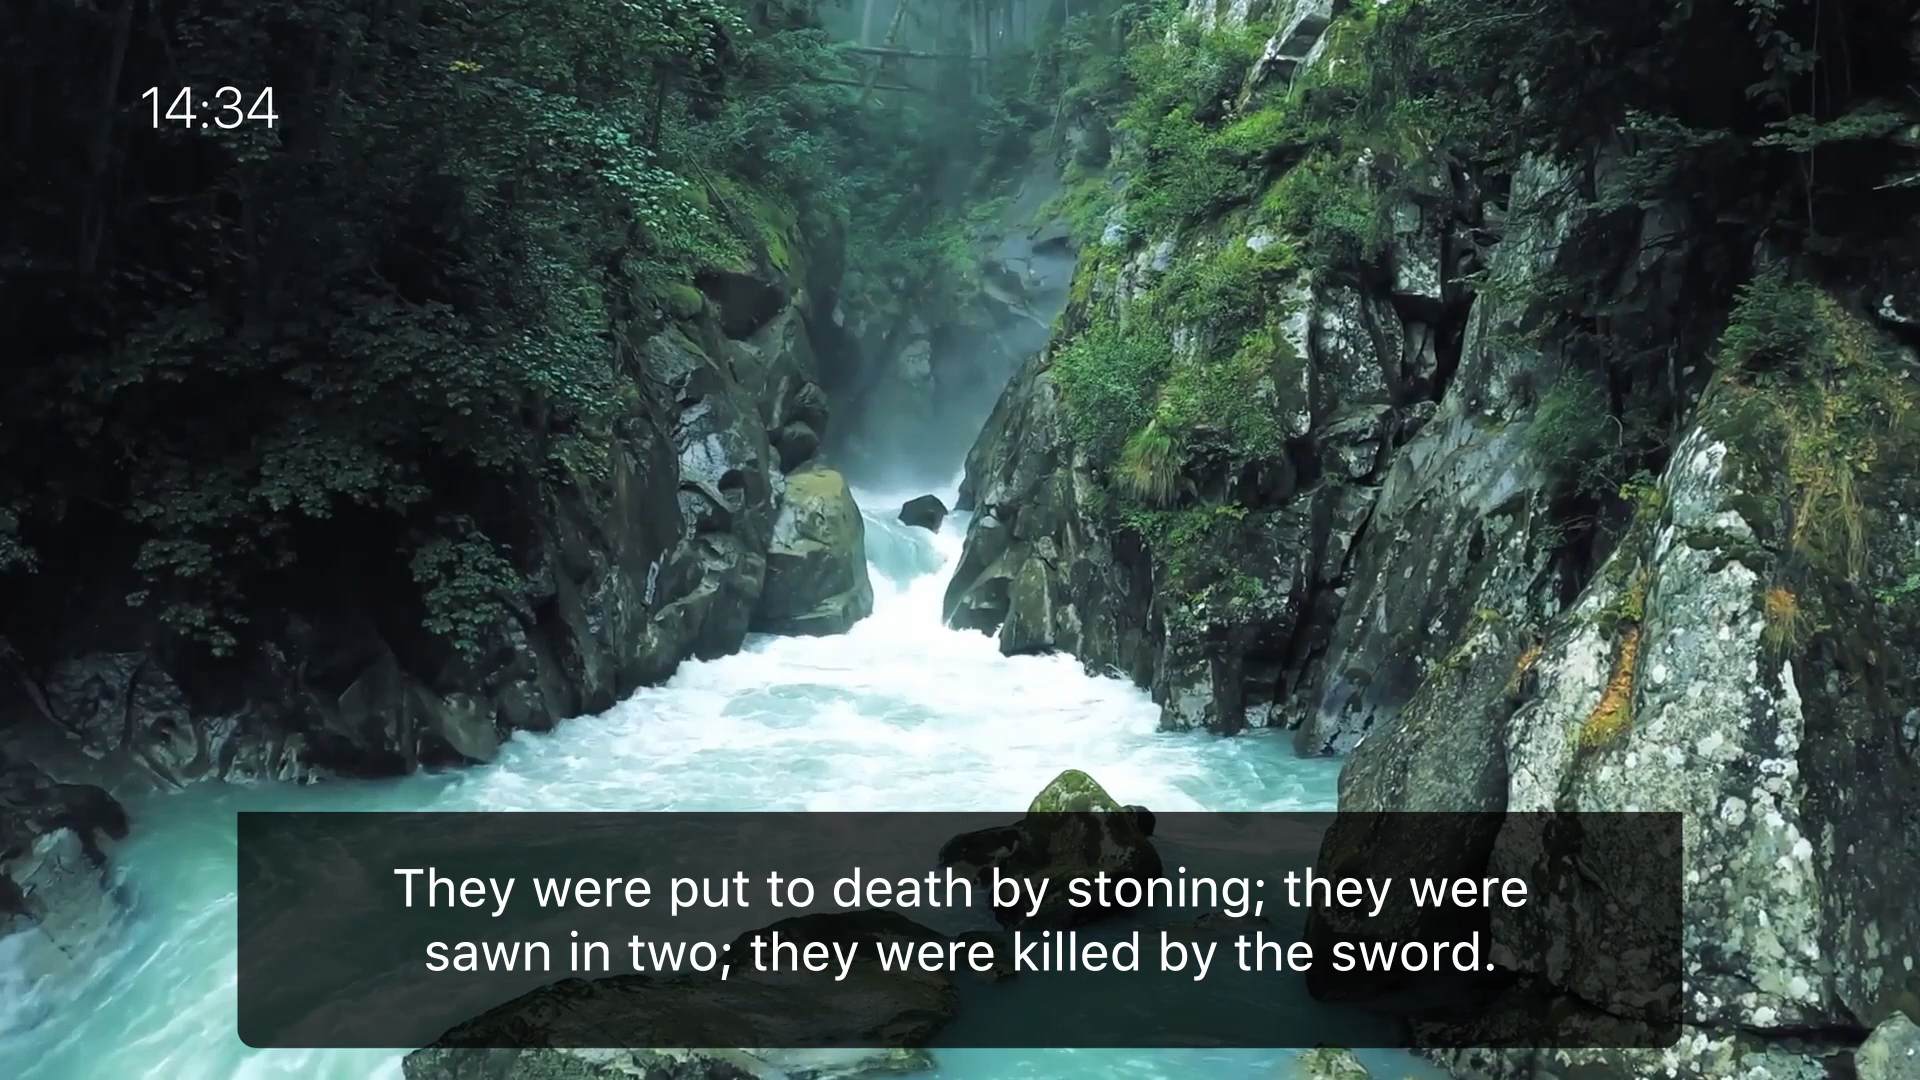 14:34
They were put to death by stoning; they were
sawn in two; they were killed by the sword.